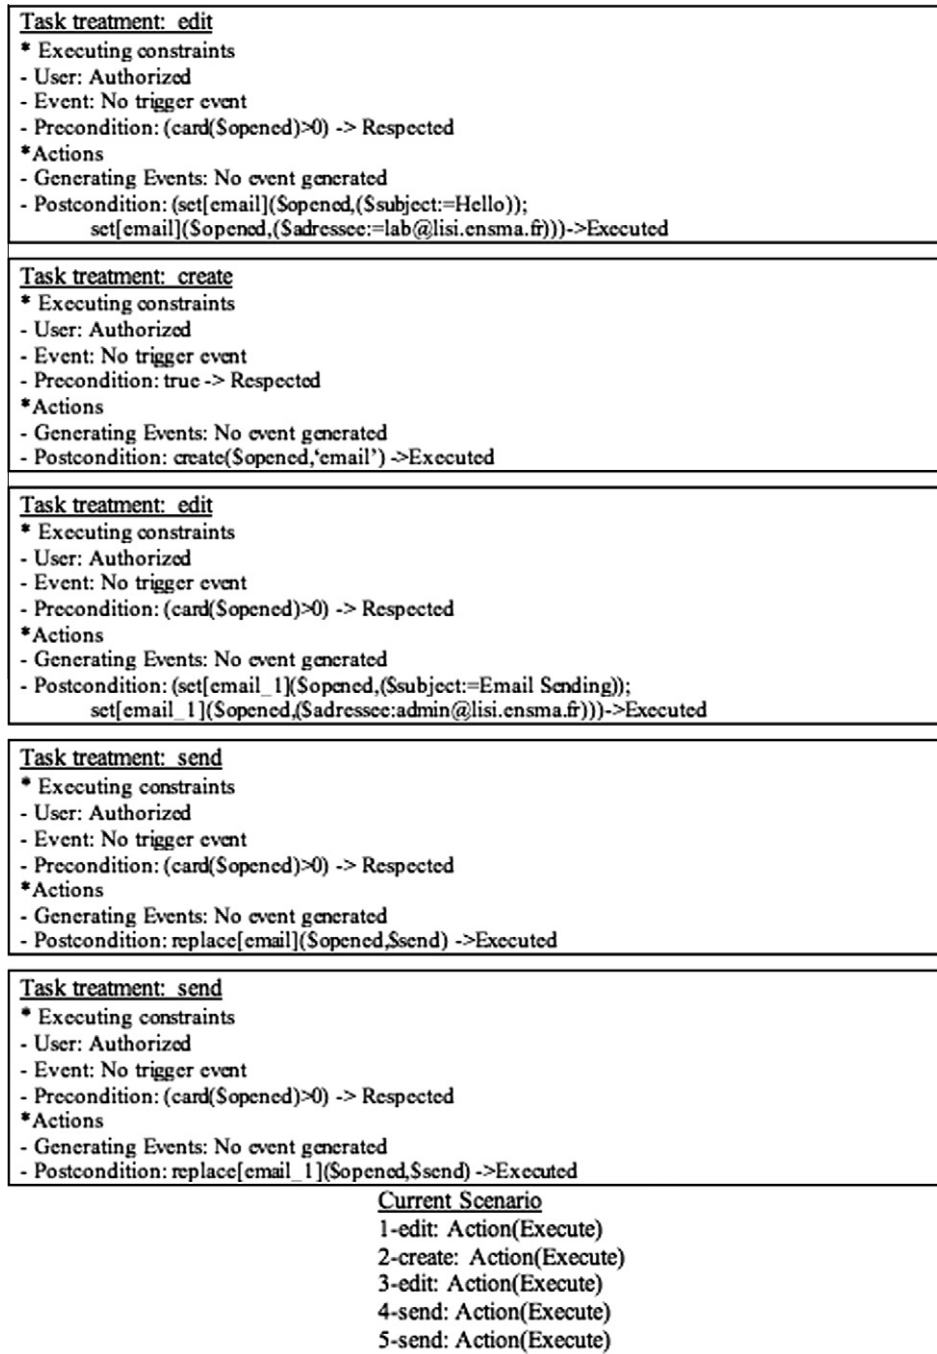 Task treatment: edit
* Executing constraints
- User: Authorized
- Event: No trigger event
- Precondition: (card($opened)>0) -> Respected
*Actions
- Generating Events: No event generated
- Postcondition: (set[email]($opened,($subject:=Hello));
set[email]($opened,($adressee:=lab@lisi.ensma.fr)))->Executed
Task treatment: create
* Executing constraints
- User: Authorized
- Event: No trigger event
- Precondition: true -> Respected
*Actions
- Generating Events: No event generated
- Postcondition: create($opened,‘email’) ->Executed
Task treatment: edit
* Executing constraints
- User: Authorized
- Event: No trigger event
- Precondition: (card($opened)>0) -> Respected
*Actions
- Generating Events: No event generated
- Postcondition: (set[email_1]($opened,($subject:=Email Sending));
set[email_1]($opened,($adressee:admin@lisi.ensma.fr)))->Executed
Task treatment: send
* Executing constraints
- User: Authorized
- Event: No trigger event
- Precondition: (card($opened)>0) -> Respected
*Actions
- Generating Events: No event generated
- Postcondition: replace[email]($opened,$send) ->Executed
Task treatment: send
* Executing constraints
- User: Authorized
- Event: No trigger event
- Precondition: (card($opened)>0) -> Respected
*Actions
- Generating Events: No event generated
- Postcondition: replace[email_1]($opened,$send) ->Executed
Current Scenario
1-edit: Action(Execute)
2-create: Action(Execute)
3-edit: Action(Execute)
4-send: Action(Execute)
5-send: Action(Execute)